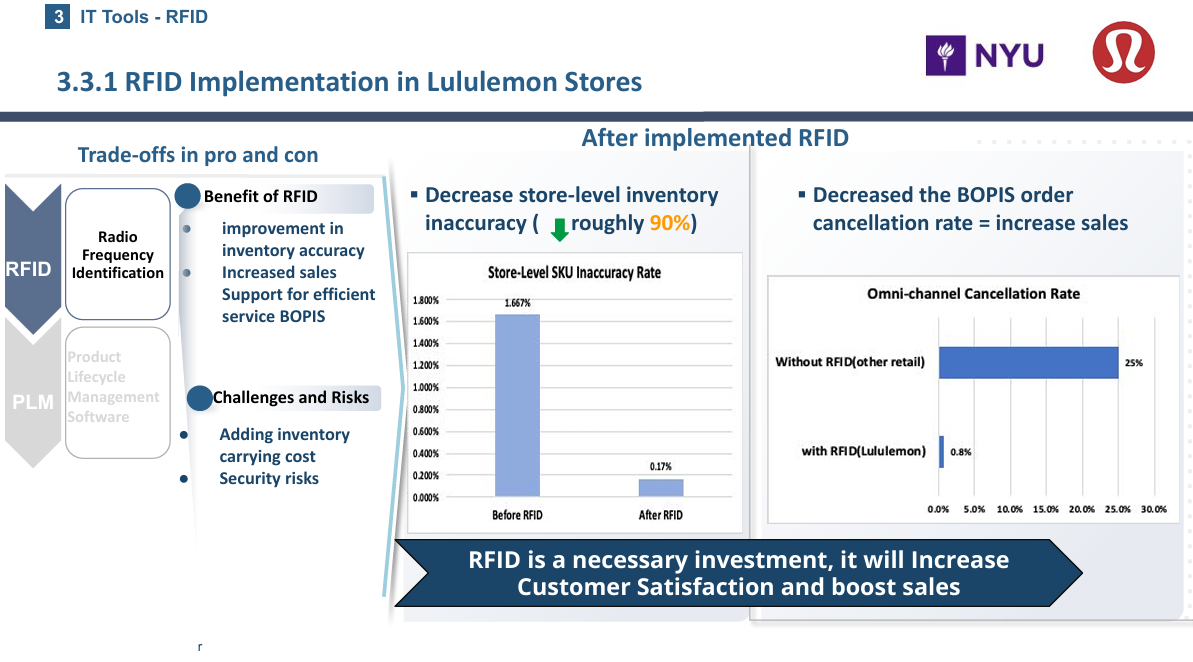 3 IT Tools - RFID
NYU
3.3.1 RFID Implementation in Lululemon Stores
After implemented RFID
Trade-offs in pro and con
RFID
Radio
Frequency
Identification
PLM
Product
Lifecycle
Management
Software
Benefit of RFID
improvement in
inventory accuracy
Increased sales
Support for efficient
service BOPIS
Challenges and Risks
Adding inventory
carrying cost
Security risks
▪ Decrease store-level inventory
inaccuracy ( roughly 90%)
Store-Level SKU Inaccuracy Rate
1.800%
1.600%
1.400%
1.200%
1.000%
0.800%
0.600%
0.400%
0.200%
0.000%
1.667%
0.17%
Before RFID After RFID
▪ Decreased the BOPIS order
cancellation rate = increase sales
Omni-channel Cancellation Rate
Without RFID(other retail) 25%
with RFID(Lululemon) 0.8%
0.0% 5.0% 10.0% 15.0% 20.0% 25.0% 30.0%
RFID is a necessary investment, it will Increase
Customer Satisfaction and boost sales